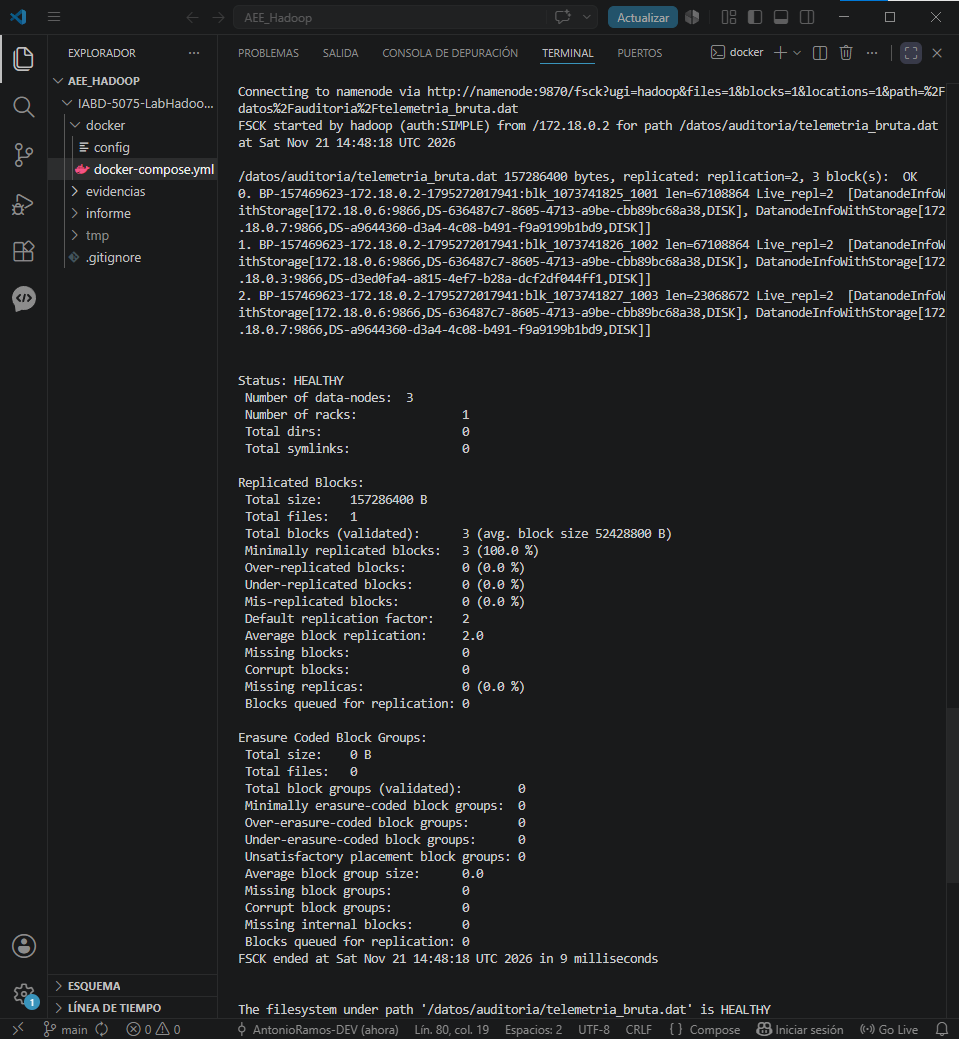 AEE_Hadoop
Actualizar
EXPLORADOR
AEE_HADOOP
IABD-5075-LabHadoo...
docker
config
docker-compose.yml
evidencias
informe
tmp
.gitignore
ESQUEMA
LÍNEA DE TIEMPO
PROBLEMAS
SALIDA
CONSOLA DE DEPURACIÓN
TERMINAL
PUERTOS
docker
Connecting to namenode via http://namenode:9870/fsck?ugi=hadoop&files=1&blocks=1&locations=1&path=%2F
datos%2Fauditoria%2Ftelemetria_bruta.dat
FSCK started by hadoop (auth:SIMPLE) from /172.18.0.2 for path /datos/auditoria/telemetria_bruta.dat
at Sat Nov 21 14:48:18 UTC 2026
/datos/auditoria/telemetria_bruta.dat 157286400 bytes, replicated: replication=2, 3 block(s):  OK
0. BP-157469623-172.18.0.2-1795272017941:blk_1073741825_1001 len=67108864 Live_repl=2  [DatanodeInfoW
ithStorage[172.18.0.6:9866,DS-636487c7-8605-4713-a9be-cbb89bc68a38,DISK], DatanodeInfoWithStorage[172
.18.0.7:9866,DS-a9644360-d3a4-4c08-b491-f9a9199b1bd9,DISK]]
1. BP-157469623-172.18.0.2-1795272017941:blk_1073741826_1002 len=67108864 Live_repl=2  [DatanodeInfoW
ithStorage[172.18.0.6:9866,DS-636487c7-8605-4713-a9be-cbb89bc68a38,DISK], DatanodeInfoWithStorage[172
.18.0.3:9866,DS-d3ed0fa4-a815-4ef7-b28a-dcf2df044ff1,DISK]]
2. BP-157469623-172.18.0.2-1795272017941:blk_1073741827_1003 len=23068672 Live_repl=2  [DatanodeInfoW
ithStorage[172.18.0.6:9866,DS-636487c7-8605-4713-a9be-cbb89bc68a38,DISK], DatanodeInfoWithStorage[172
.18.0.7:9866,DS-a9644360-d3a4-4c08-b491-f9a9199b1bd9,DISK]]
Status: HEALTHY
Number of data-nodes:  3
Number of racks: 1
Total dirs: 0
Total symlinks: 0
Replicated Blocks:
Total size: 157286400 B
Total files: 1
Total blocks (validated): 3 (avg. block size 52428800 B)
Minimally replicated blocks: 3 (100.0 %)
Over-replicated blocks: 0 (0.0 %)
Under-replicated blocks: 0 (0.0 %)
Mis-replicated blocks: 0 (0.0 %)
Default replication factor: 2
Average block replication: 2.0
Missing blocks: 0
Corrupt blocks: 0
Missing replicas: 0 (0.0 %)
Blocks queued for replication: 0
Erasure Coded Block Groups:
Total size: 0 B
Total files: 0
Total block groups (validated): 0
Minimally erasure-coded block groups: 0
Over-erasure-coded block groups: 0
Under-erasure-coded block groups: 0
Unsatisfactory placement block groups: 0
Average block group size: 0.0
Missing block groups: 0
Corrupt block groups: 0
Missing internal blocks: 0
Blocks queued for replication: 0
FSCK ended at Sat Nov 21 14:48:18 UTC 2026 in 9 milliseconds
The filesystem under path '/datos/auditoria/telemetria_bruta.dat' is HEALTHY
1
main
0
0
AntonioRamos-DEV (ahora)
Lín. 80, col. 19
Espacios: 2
UTF-8
CRLF
{ } Compose
Iniciar sesión
Go Live